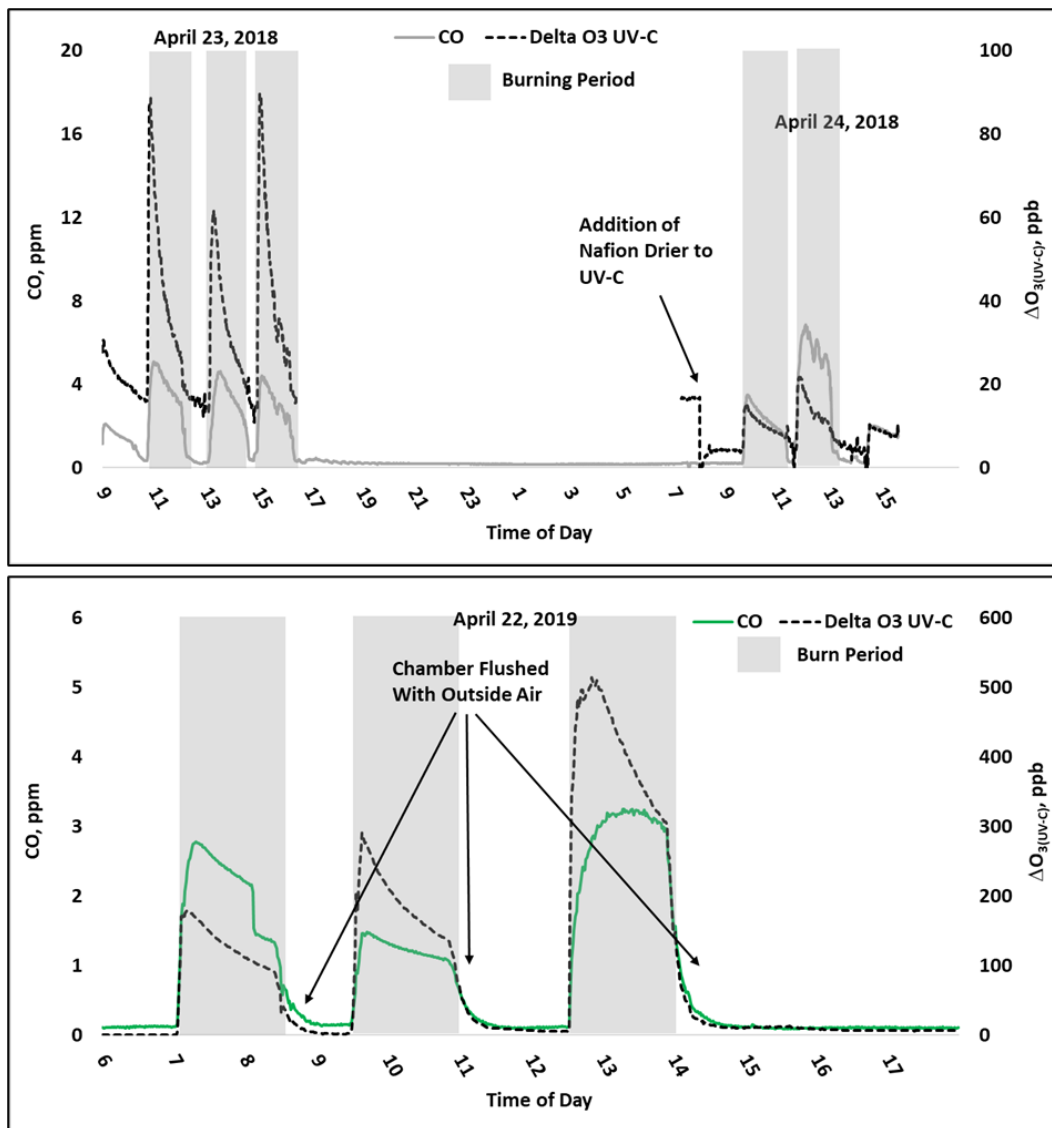 April 23, 2018
CO
Delta O3 UV-C
Burning Period
April 24, 2018
Addition of
Nafion Drier to
UV-C
20
16
12
8
4
0
CO, ppm
100
80
60
40
20
0
ΔO3(UV-C), ppb
9 11 13 15 17 19 21 23 1 3 5 7 9 11 13 15
Time of Day
April 22, 2019
CO
Delta O3 UV-C
Burn Period
Chamber Flushed
With Outside Air
6
5
4
3
2
1
0
CO, ppm
600
500
400
300
200
100
0
ΔO3(UV-C), ppb
6 7 8 9 10 11 13 14 15 16 17
Time of Day